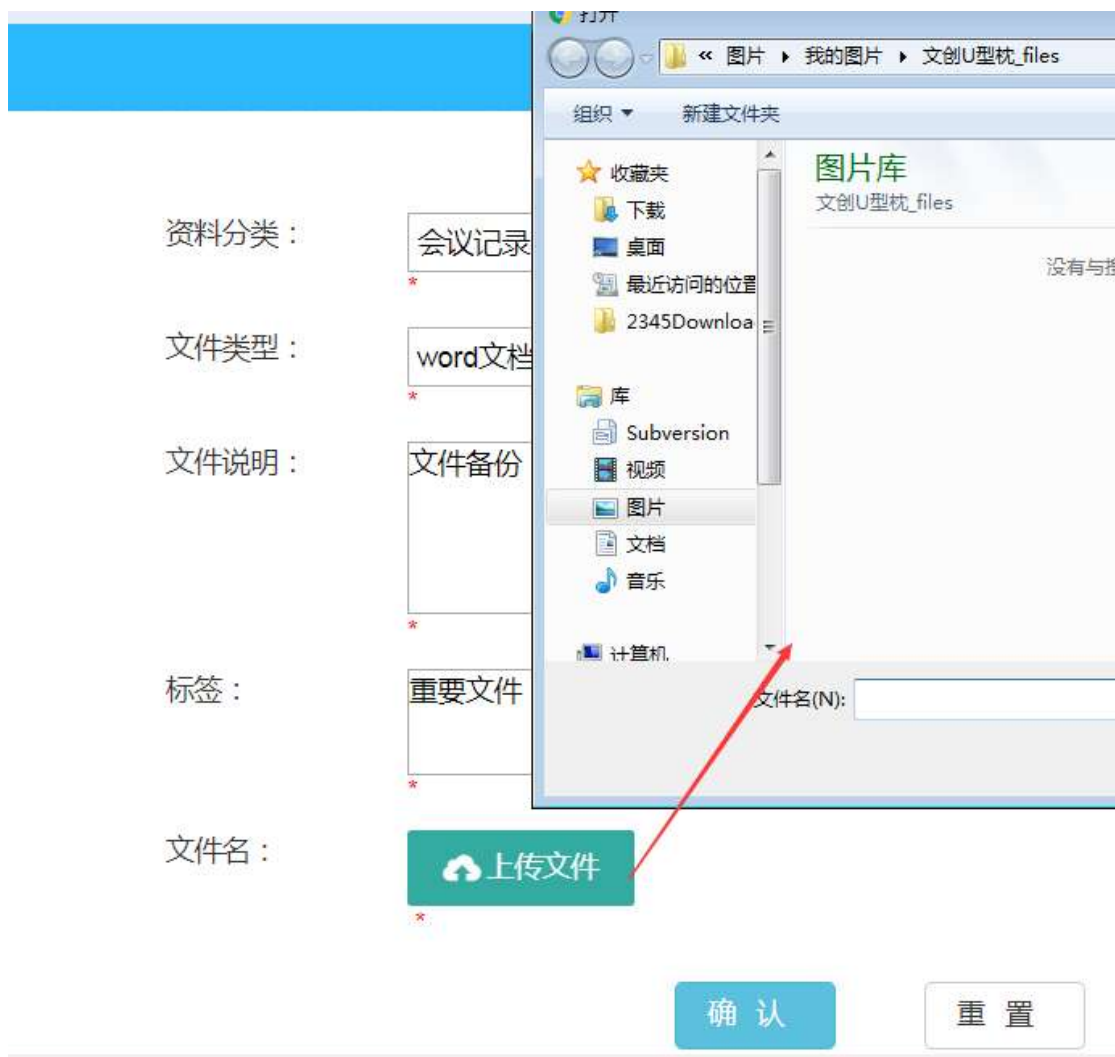 打开
« 图片 ▸ 我的图片 ▸ 文创U型枕_files
组织 新建文件夹
收藏夹
下载
桌面
最近访问的位置
2345Downloa
库
Subversion
视频
图片
文档
音乐
计算机
图片库
文创U型枕_files
没有与
文件名(N):
资料分类：
会议记录
*
文件类型：
word文档
*
文件说明：
文件备份
*
标签：
重要文件
*
文件名：
上传文件
*
确 认
重 置